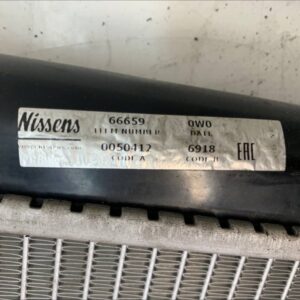 Nissens 66659 0W0
ITEM NUMBER DATE
0050412 6918 EAC
CODE A CODE B